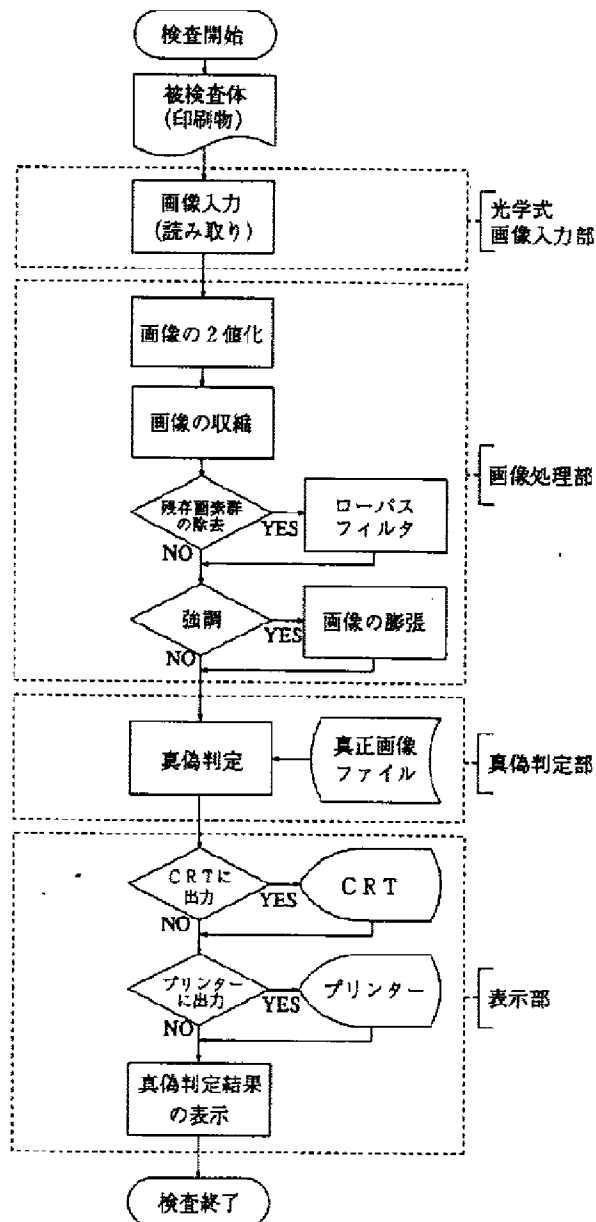 検査開始
被検査体
(印刷物)
画像入力
(読み取り)
光学式
画像入力部
画像の2値化
画像の収縮
残存画素群
の除去
YES
ローパス
フィルタ
NO
画像処理部
強調
YES
画像の膨張
NO
真偽判定
真正画像
ファイル
真偽判定部
CRTに
出力
YES
CRT
NO
プリンター
に出力
YES
プリンター
NO
表示部
真偽判定結果
の表示
検査終了